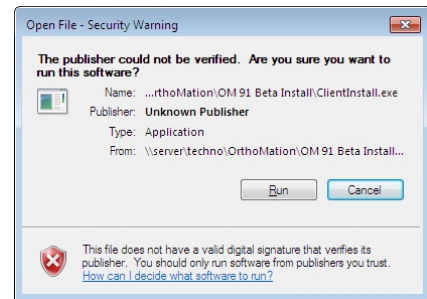 Open File - Security Warning
The publisher could not be verified.  Are you sure you want to
run this software?
Name: ...rthoMation\OM 91 Beta Install\ClientInstall.exe
Publisher: Unknown Publisher
Type: Application
From: \\server\techno\OrthoMation\OM 91 Beta Install...
Run Cancel
This file does not have a valid digital signature that verifies its
publisher.  You should only run software from publishers you trust.
How can I decide what software to run?